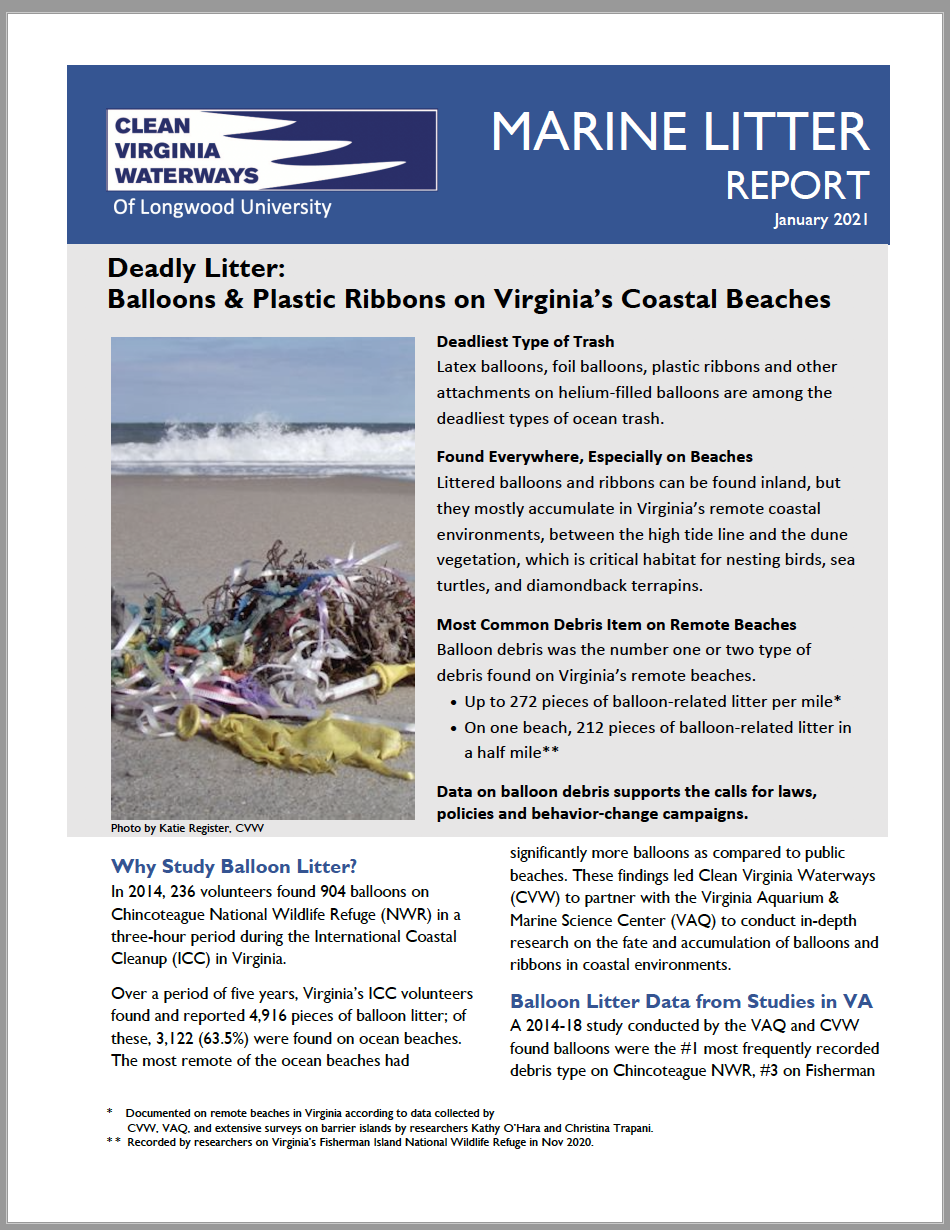 CLEAN
VIRGINIA
WATERWAYS
Of Longwood University
MARINE LITTER
REPORT
January 2021
Deadly Litter:
Balloons & Plastic Ribbons on Virginia's Coastal Beaches
Deadliest Type of Trash
Latex balloons, foil balloons, plastic ribbons and other
attachments on helium-filled balloons are among the
deadliest types of ocean trash.
Found Everywhere, Especially on Beaches
Littered balloons and ribbons can be found inland, but
they mostly accumulate in Virginia's remote coastal
environments, between the high tide line and the dune
vegetation, which is critical habitat for nesting birds, sea
turtles, and diamondback terrapins.
Most Common Debris Item on Remote Beaches
Balloon debris was the number one or two type of
debris found on Virginia's remote beaches.
• Up to 272 pieces of balloon-related litter per mile*
• On one beach, 212 pieces of balloon-related litter in
a half mile**
Data on balloon debris supports the calls for laws,
policies and behavior-change campaigns.
Photo by Katie Register, CVW
Why Study Balloon Litter?
In 2014, 236 volunteers found 904 balloons on
Chincoteague National Wildlife Refuge (NWR) in a
three-hour period during the International Coastal
Cleanup (ICC) in Virginia.
Over a period of five years, Virginia's ICC volunteers
found and reported 4,916 pieces of balloon litter; of
these, 3,122 (63.5%) were found on ocean beaches.
The most remote of the ocean beaches had
significantly more balloons as compared to public
beaches. These findings led Clean Virginia Waterways
(CVW) to partner with the Virginia Aquarium &
Marine Science Center (VAQ) to conduct in-depth
research on the fate and accumulation of balloons and
ribbons in coastal environments.
Balloon Litter Data from Studies in VA
A 2014-18 study conducted by the VAQ and CVW
found balloons were the #1 most frequently recorded
debris type on Chincoteague NWR, #3 on Fisherman
* Documented on remote beaches in Virginia according to data collected by
CVW, VAQ, and extensive surveys on barrier islands by researchers Kathy O'Hara and Christina Trapani.
** Recorded by researchers on Virginia's Fisherman Island National Wildlife Refuge in Nov 2020.